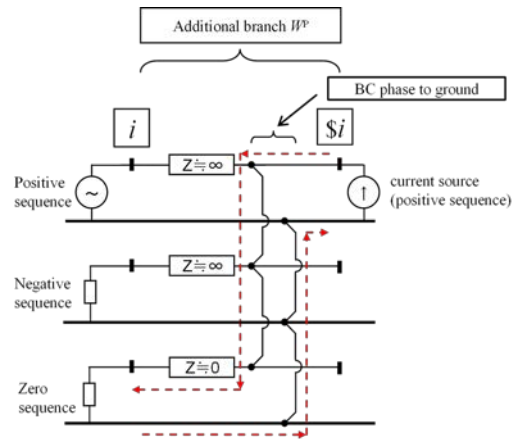 Additional branch Wᵖ
BC phase to ground
i
$i
Z≒∞
Positive
sequence
~
↑
current source
(positive sequence)
Z≒∞
Negative
sequence
Z≒0
Zero
sequence